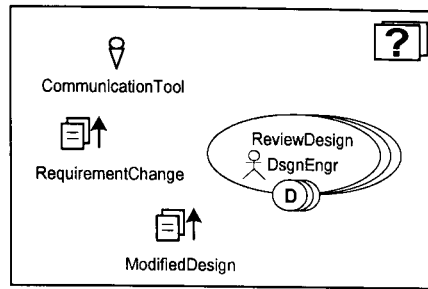 ?
CommunicationTool
ReviewDesign
DsgnEngr
RequirementChange
D
ModifiedDesign